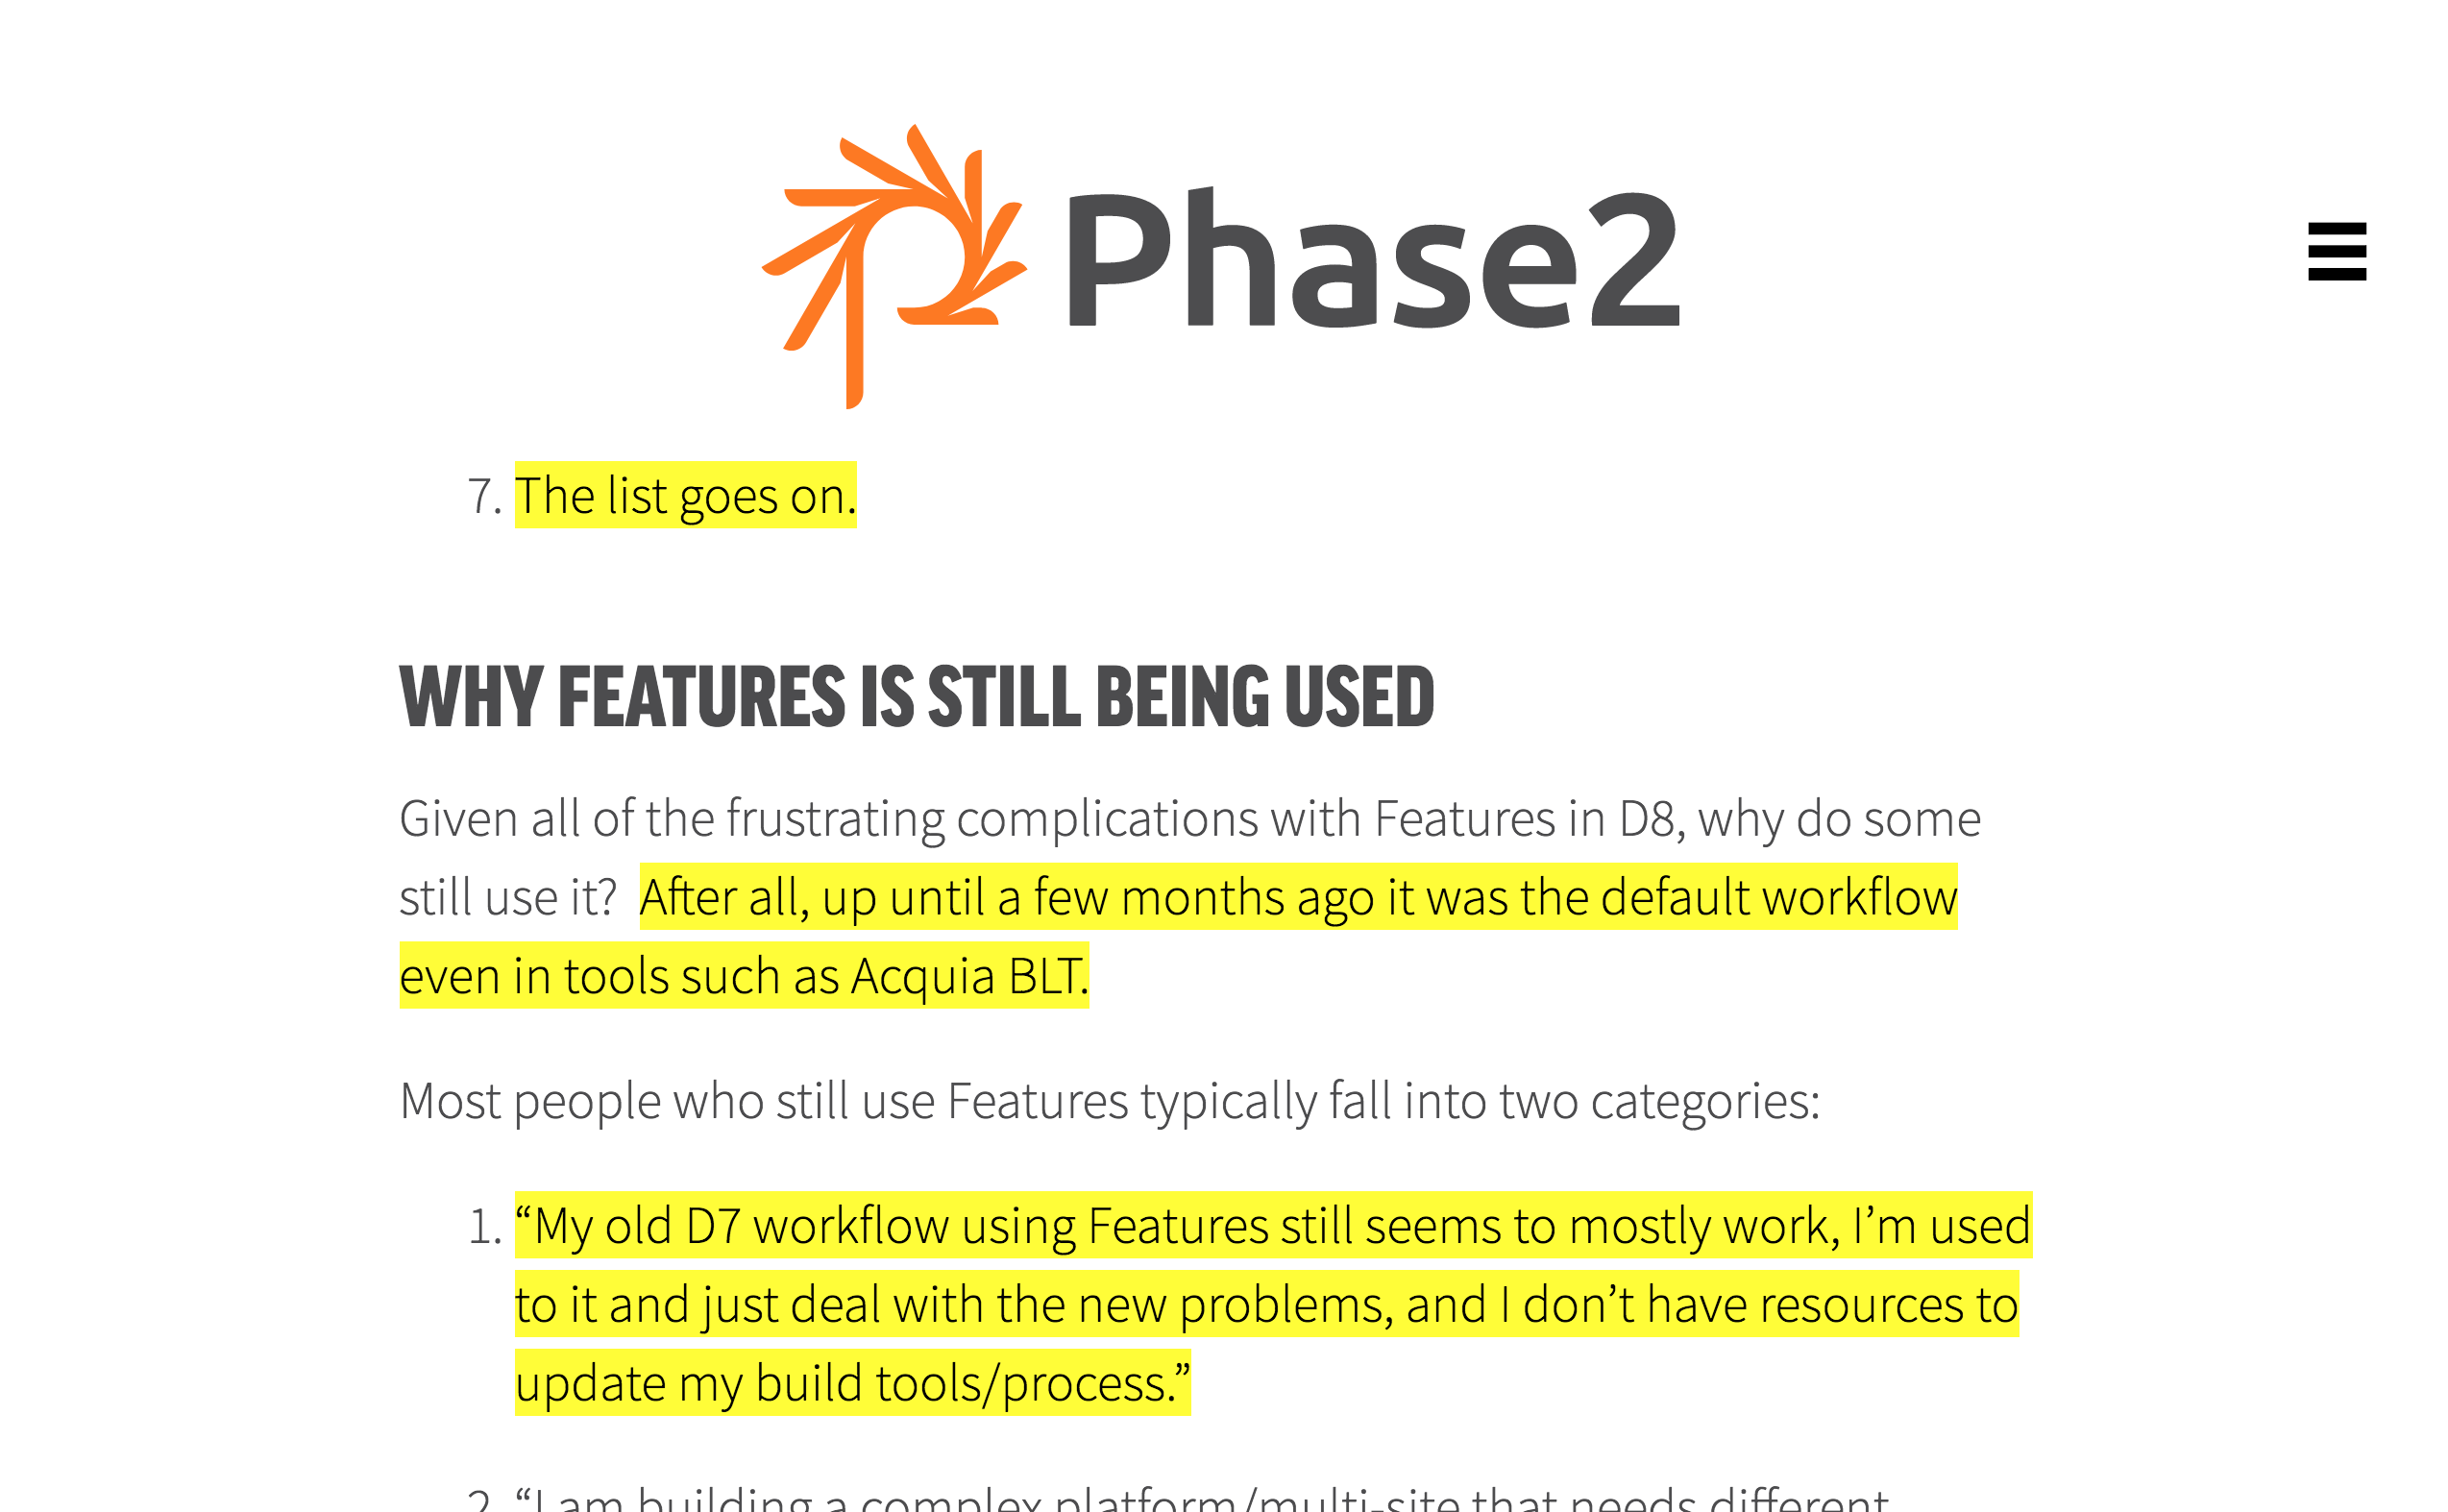 Phase2
7. The list goes on.
WHY FEATURES IS STILL BEING USED
Given all of the frustrating complications with Features in D8, why do some
still use it?  After all, up until a few months ago it was the default workflow
even in tools such as Acquia BLT.
Most people who still use Features typically fall into two categories:
1. “My old D7 workflow using Features still seems to mostly work, I’m used
to it and just deal with the new problems, and I don’t have resources to
update my build tools/process.”
2. “I am building a complex platform/multi-site that needs different